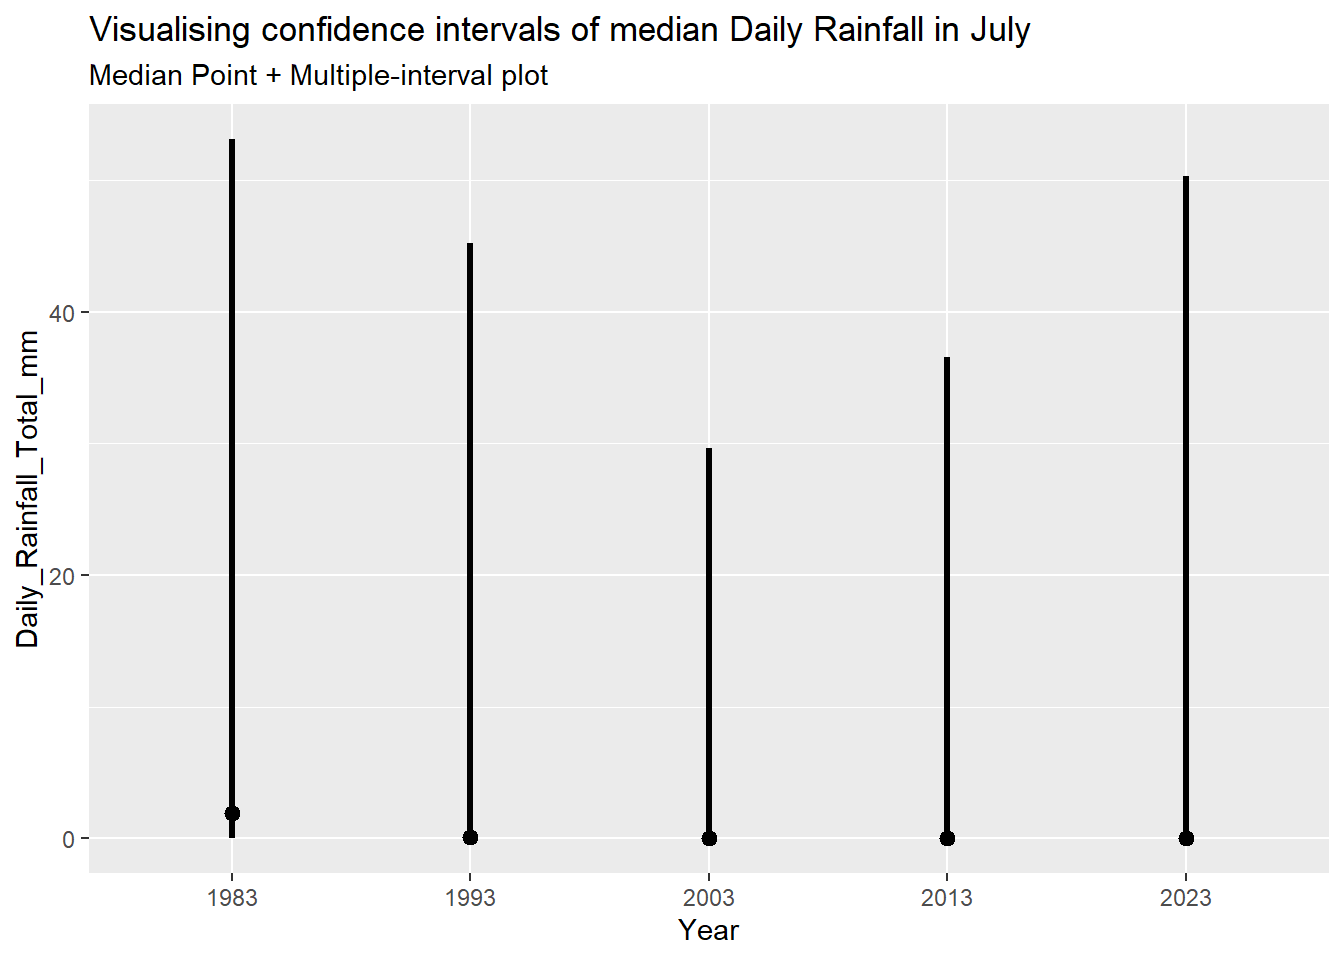 Visualising confidence intervals of median Daily Rainfall in July
Median Point + Multiple-interval plot
Daily_Rainfall_Total_mm
40
20
0
1983 1993 2003 2013 2023
Year